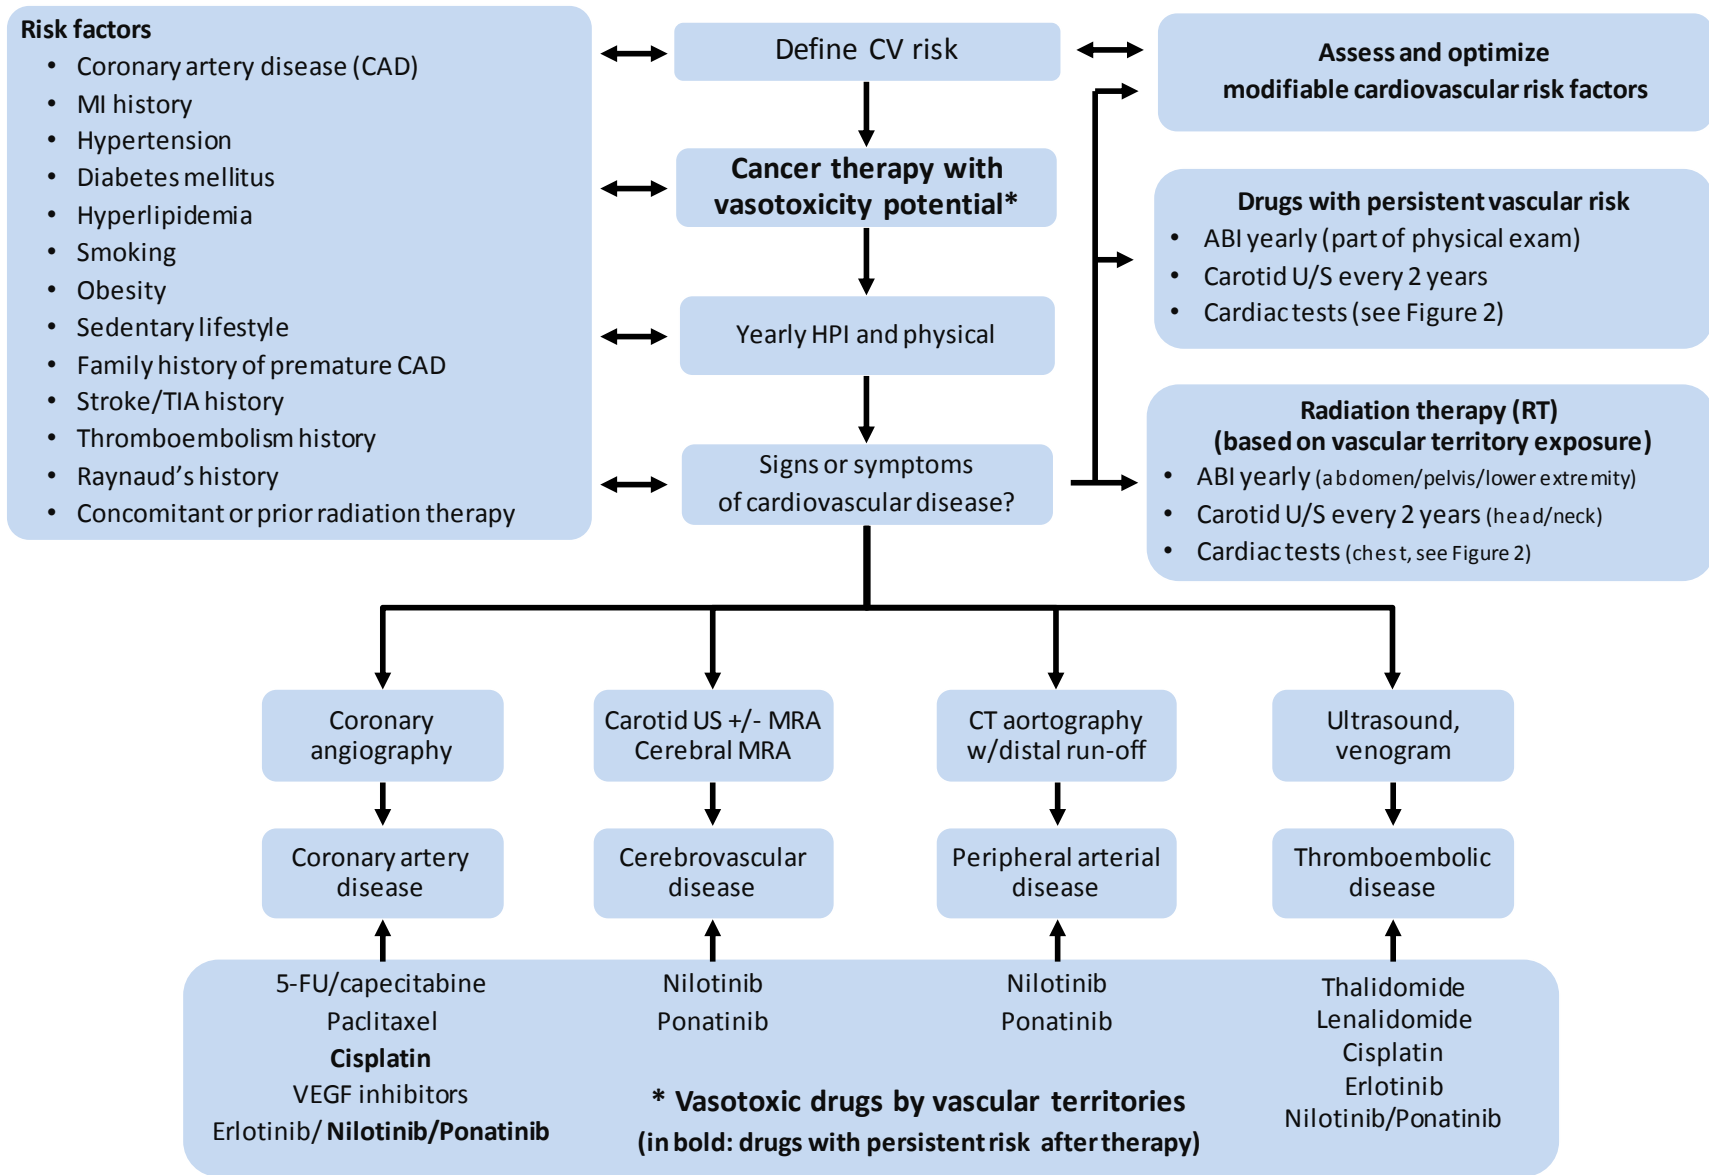 Risk factors
• Coronary artery disease (CAD)
• MI history
• Hypertension
• Diabetes mellitus
• Hyperlipidemia
• Smoking
• Obesity
• Sedentary lifestyle
• Family history of premature CAD
• Stroke/TIA history
• Thromboembolism history
• Raynaud's history
• Concomitant or prior radiation therapy
Define CV risk
Cancer therapy with
vasotoxicity potential*
Yearly HPI and physical
Signs or symptoms
of cardiovascular disease?
Assess and optimize
modifiable cardiovascular risk factors
Drugs with persistent vascular risk
• ABI yearly (part of physical exam)
• Carotid U/S every 2 years
• Cardiac tests (see Figure 2)
Radiation therapy (RT)
(based on vascular territory exposure)
• ABI yearly (abdomen/pelvis/lower extremity)
• Carotid U/S every 2 years (head/neck)
• Cardiac tests (chest, see Figure 2)
Coronary
angiography
Carotid US +/- MRA
Cerebral MRA
CT aortography
w/distal run-off
Ultrasound,
venogram
Coronary artery
disease
Cerebrovascular
disease
Peripheral arterial
disease
Thromboembolic
disease
5-FU/capecitabine
Paclitaxel
Cisplatin
VEGF inhibitors
Erlotinib/ Nilotinib/Ponatinib
Nilotinib
Ponatinib
Nilotinib
Ponatinib
Thalidomide
Lenalidomide
Cisplatin
Erlotinib
Nilotinib/Ponatinib
* Vasotoxic drugs by vascular territories
(in bold: drugs with persistent risk after therapy)